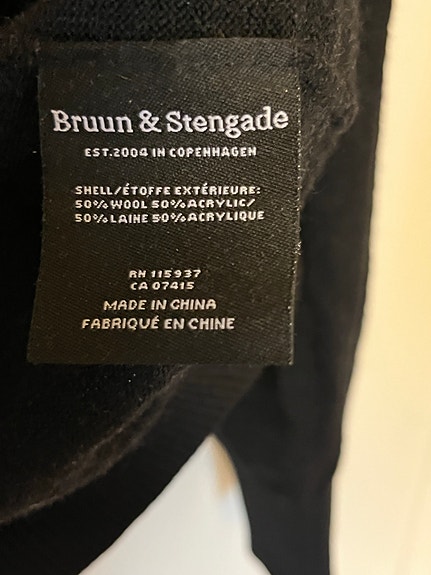 Bruun & Stengade
EST.2004 IN COPENHAGEN
SHELL/ÉTOFFE EXTÉRIEURE:
50% WOOL 50% ACRYLIC/
50% LAINE 50% ACRYLIQUE
RN 115937
CA 07415
MADE IN CHINA
FABRIQUÉ EN CHINE